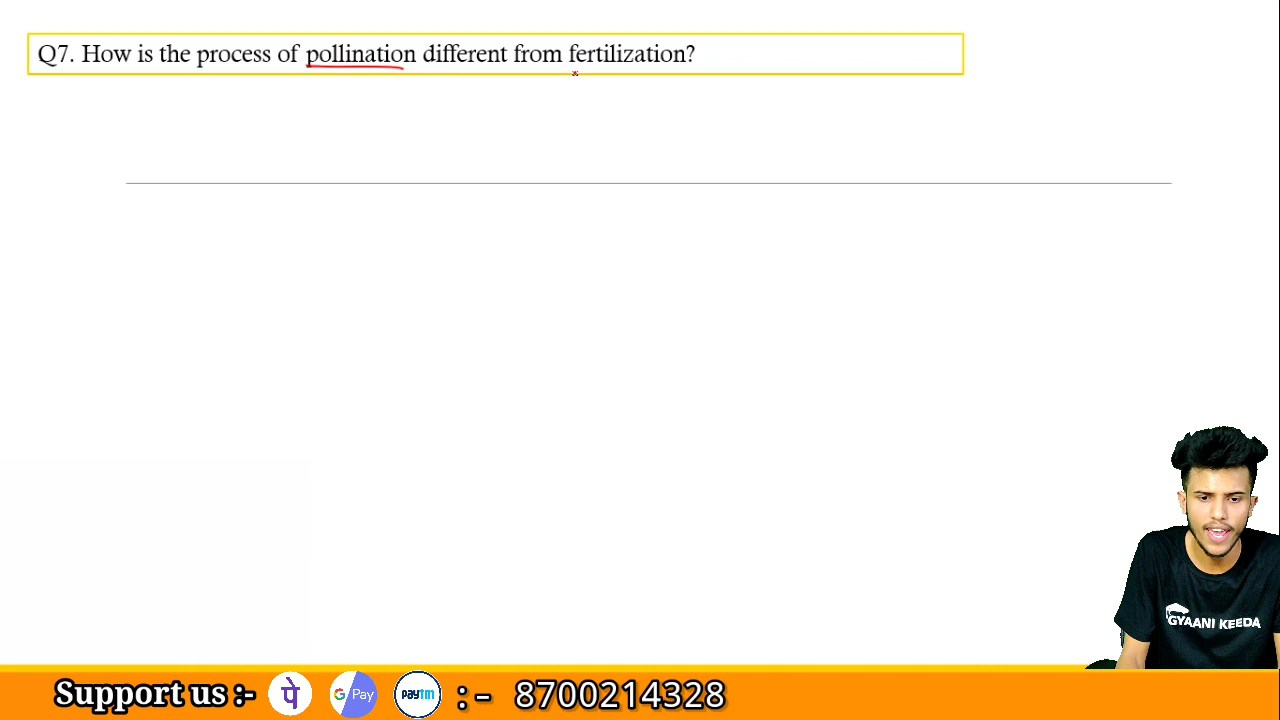 Q7. How is the process of pollination different from fertilization?
GYAANI KEEDA
Support us :- पे G Pay Paytm : - 8700214328